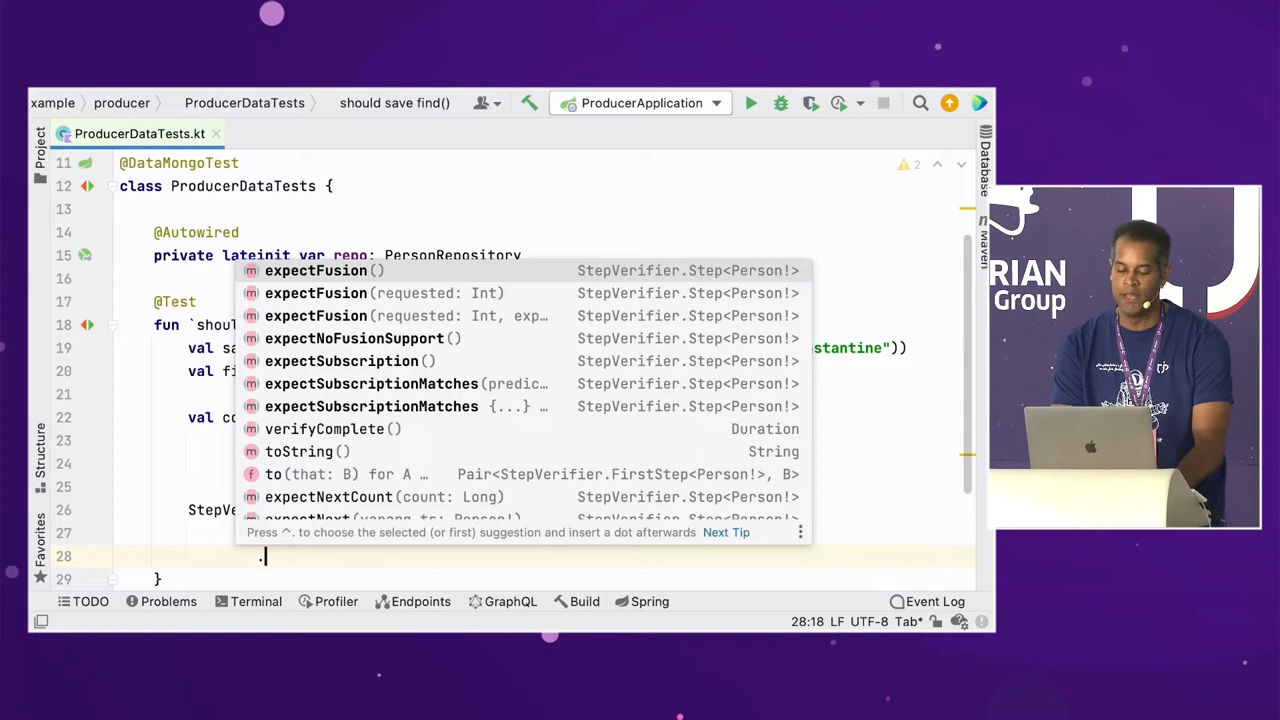 xample
producer
ProducerDataTests
should save find()
ProducerApplication
ProducerDataTests.kt
Project
Structure
Favorites
Database
Maven
2
11 @DataMongoTest
12 class ProducerDataTests {
13
14 @Autowired
15 private lateinit var repo: PersonRepository
16
17 @Test
18 fun `shoul
19 val sa stantine"))
20 val fi
21
22 val co
23
24
25
26 StepVe
27
28 .
29 }
expectFusion() StepVerifier.Step<Person!>
expectFusion(requested: Int) StepVerifier.Step<Person!>
expectFusion(requested: Int, exp… StepVerifier.Step<Person!>
expectNoFusionSupport() StepVerifier.Step<Person!>
expectSubscription() StepVerifier.Step<Person!>
expectSubscriptionMatches(predic… StepVerifier.Step<Person!>
expectSubscriptionMatches {...} … StepVerifier.Step<Person!>
verifyComplete() Duration
toString() String
to(that: B) for A … Pair<StepVerifier.FirstStep<Person!>, B>
expectNextCount(count: Long) StepVerifier.Step<Person!>
Press ^. to choose the selected (or first) suggestion and insert a dot afterwards Next Tip
TODO Problems Terminal Profiler Endpoints GraphQL Build Spring Event Log
28:18 LF UTF-8 Tab*
RIAN
Group